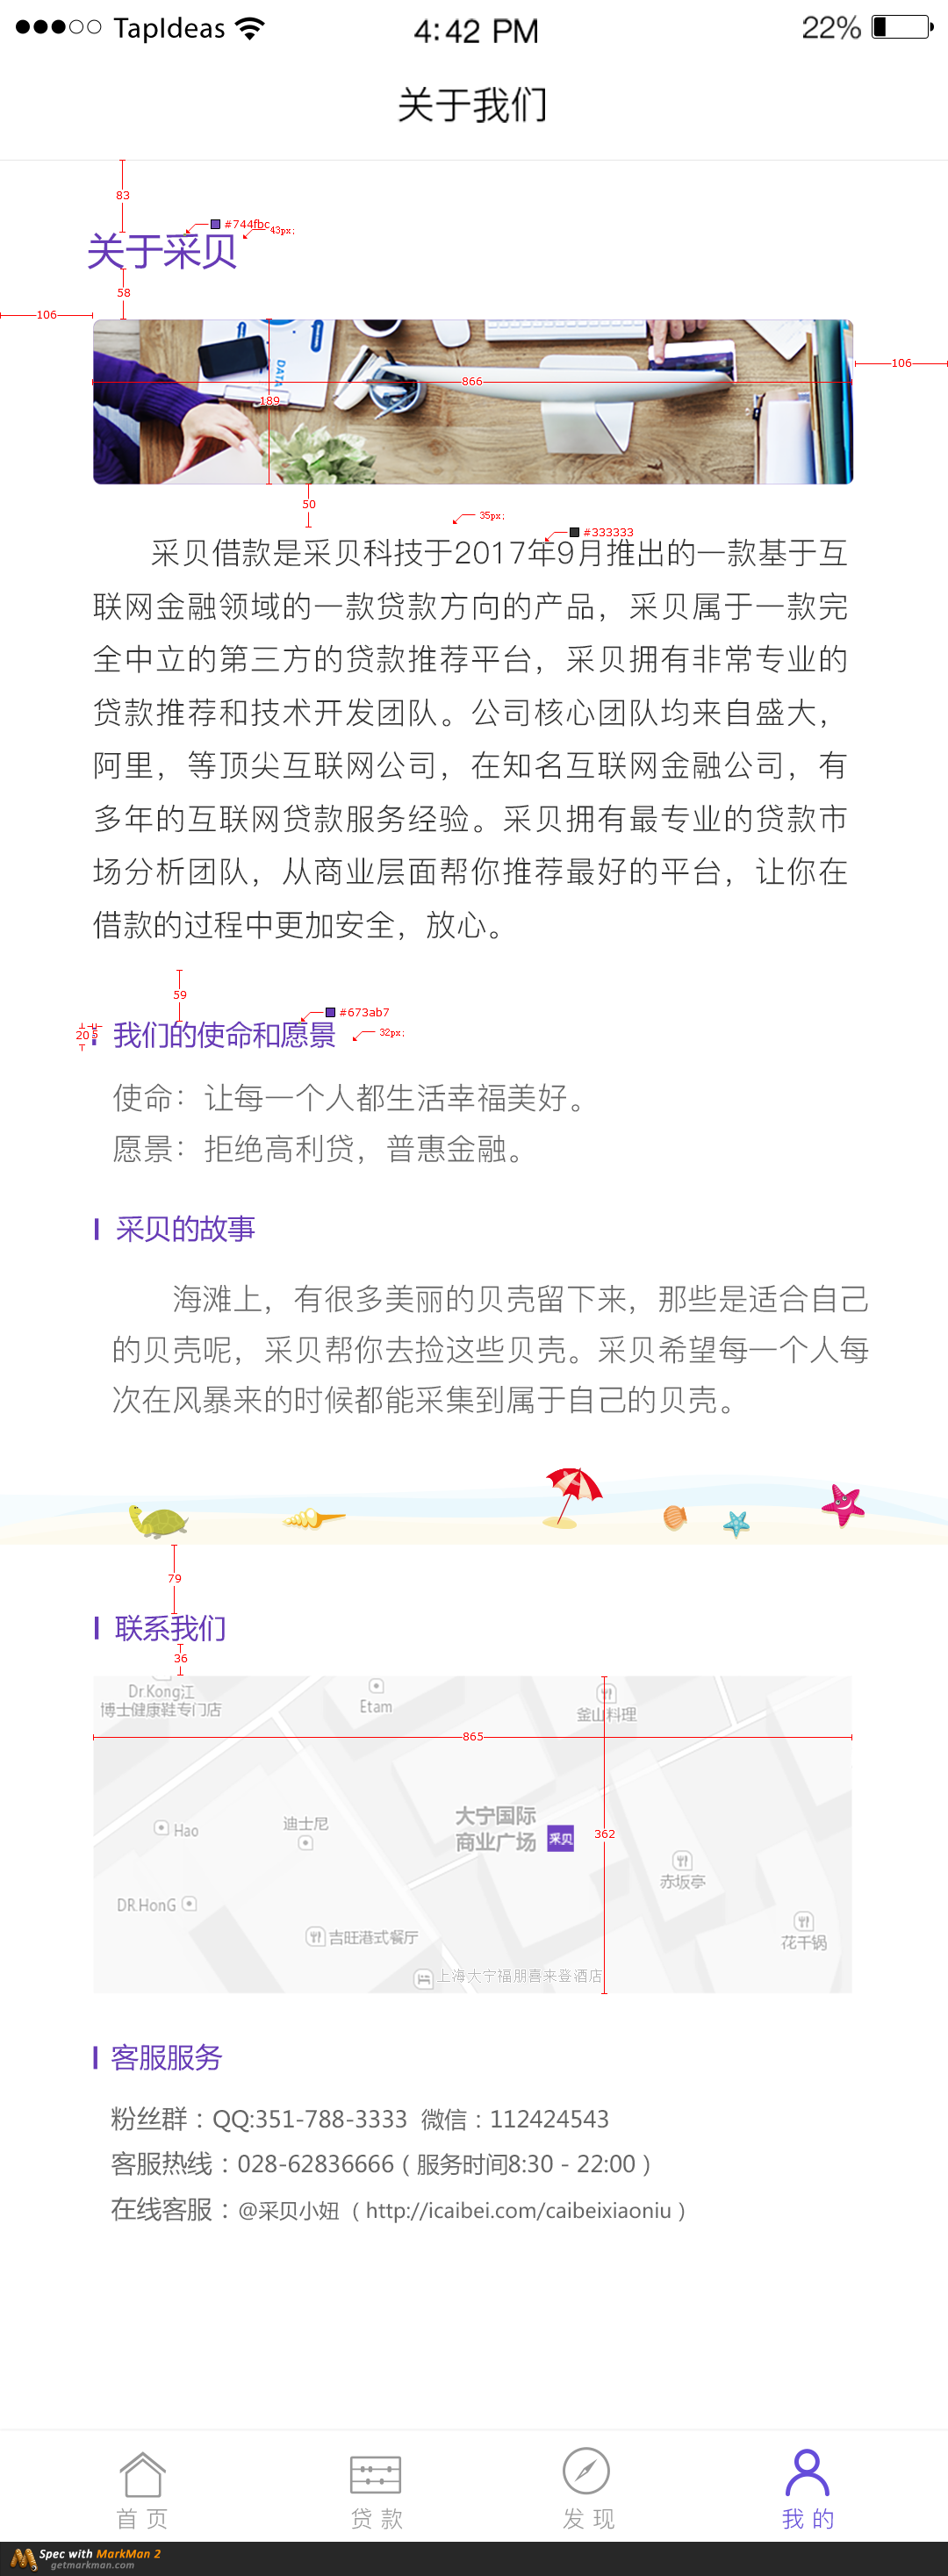 TapIdeas 4:42 PM 22%
关于我们
83
#744fbc
43px;
关于采贝
58
106
106
DATA
866
189
50
35px;
#333333
采贝借款是采贝科技于2017年9月推出的一款基于互
联网金融领域的一款贷款方向的产品，采贝属于一款完
全中立的第三方的贷款推荐平台，采贝拥有非常专业的
贷款推荐和技术开发团队。公司核心团队均来自盛大，
阿里，等顶尖互联网公司，在知名互联网金融公司，有
多年的互联网贷款服务经验。采贝拥有最专业的贷款市
场分析团队，从商业层面帮你推荐最好的平台，让你在
借款的过程中更加安全，放心。
59
#673ab7
32px;
20
5
我们的使命和愿景
使命：让每一个人都生活幸福美好。
愿景：拒绝高利贷，普惠金融。
采贝的故事
海滩上，有很多美丽的贝壳留下来，那些是适合自己
的贝壳呢，采贝帮你去捡这些贝壳。采贝希望每一个人每
次在风暴来的时候都能采集到属于自己的贝壳。
79
联系我们
36
Dr.Kong江
博士健康鞋专门店
Etam
釜山料理
865
大宁国际
商业广场
采贝
迪士尼
Hao
362
赤坂亭
DR.HonG
吉旺港式餐厅
花千锅
上海大宁福朋喜来登酒店
客服服务
粉丝群：QQ:351-788-3333 微信：112424543
客服热线：028-62836666（服务时间8:30 - 22:00）
在线客服：@采贝小妞（http://icaibei.com/caibeixiaoniu）
首页 贷款 发现 我的
Spec with MarkMan 2
getmarkman.com